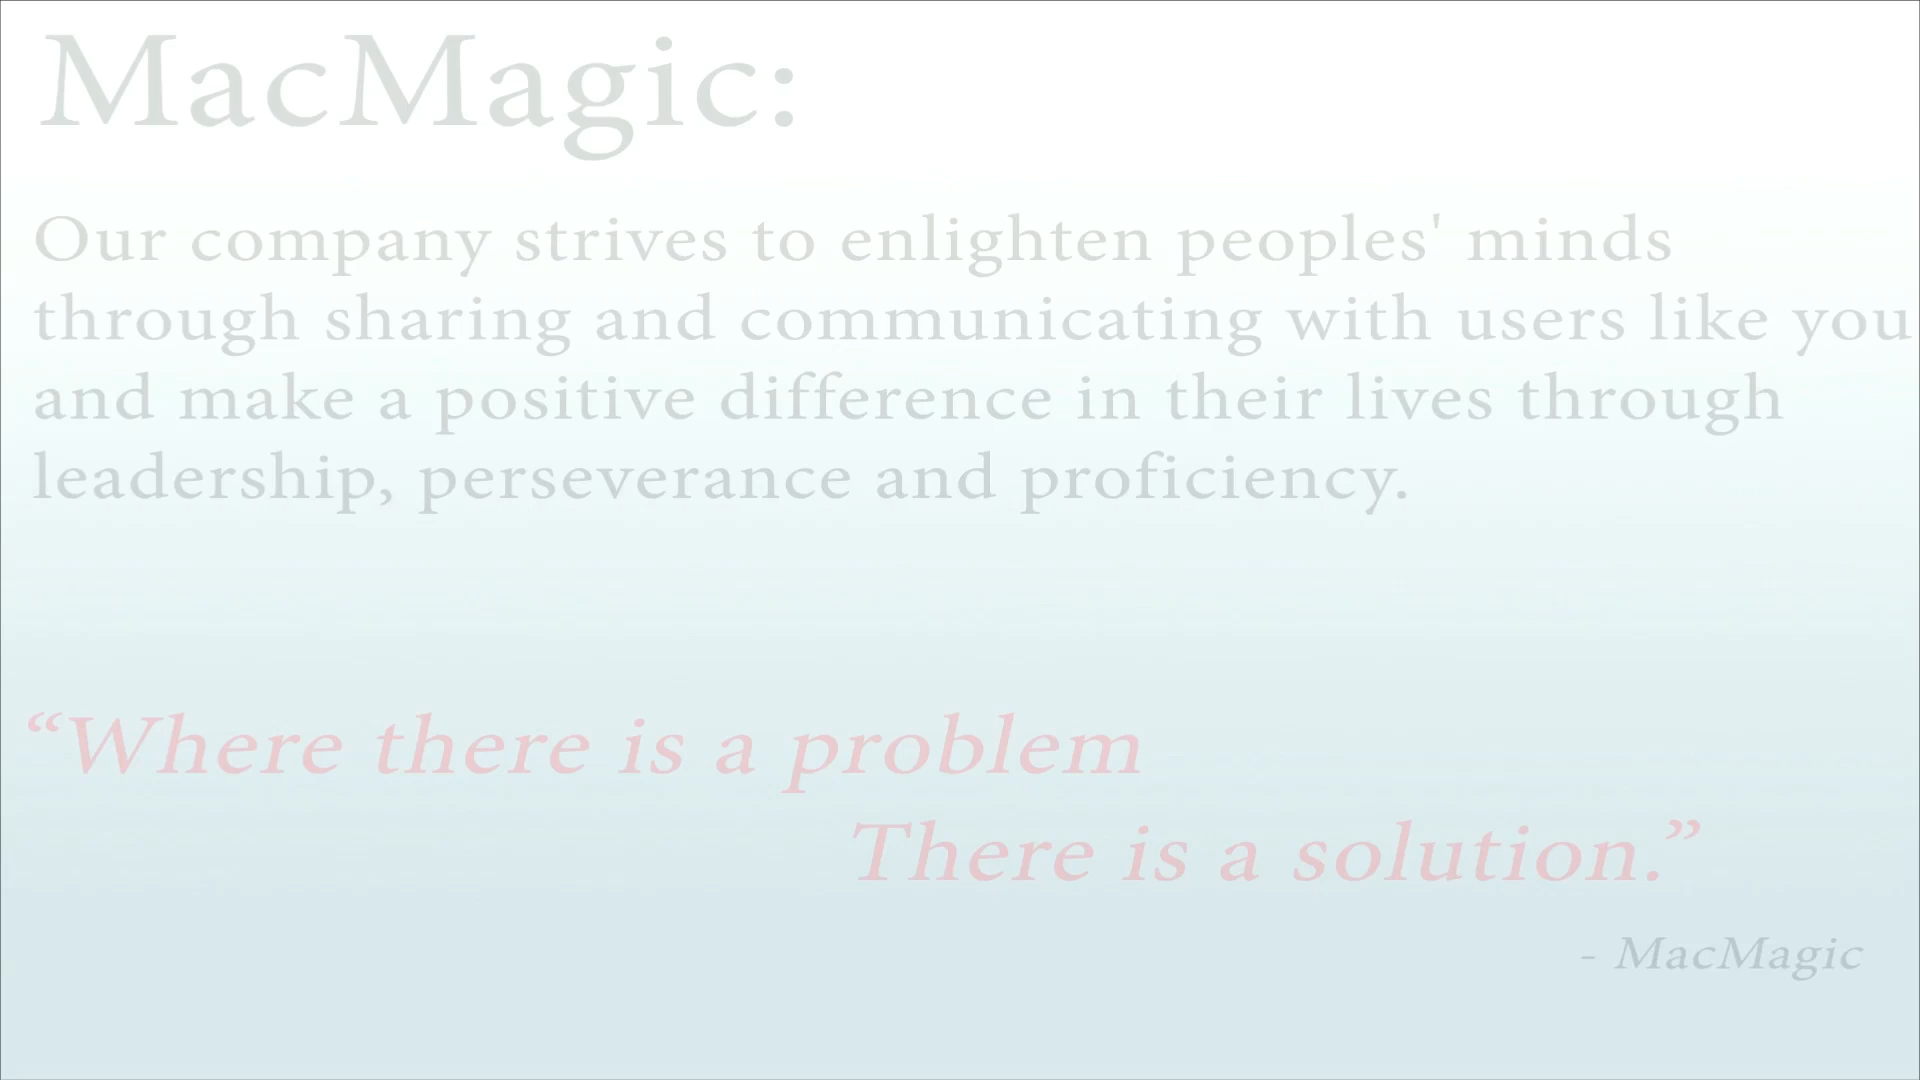 MacMagic:
Our company strives to enlighten peoples' minds
through sharing and communicating with users like you
and make a positive difference in their lives through
leadership, perseverance and proficiency.
“Where there is a problem
There is a solution.”
- MacMagic